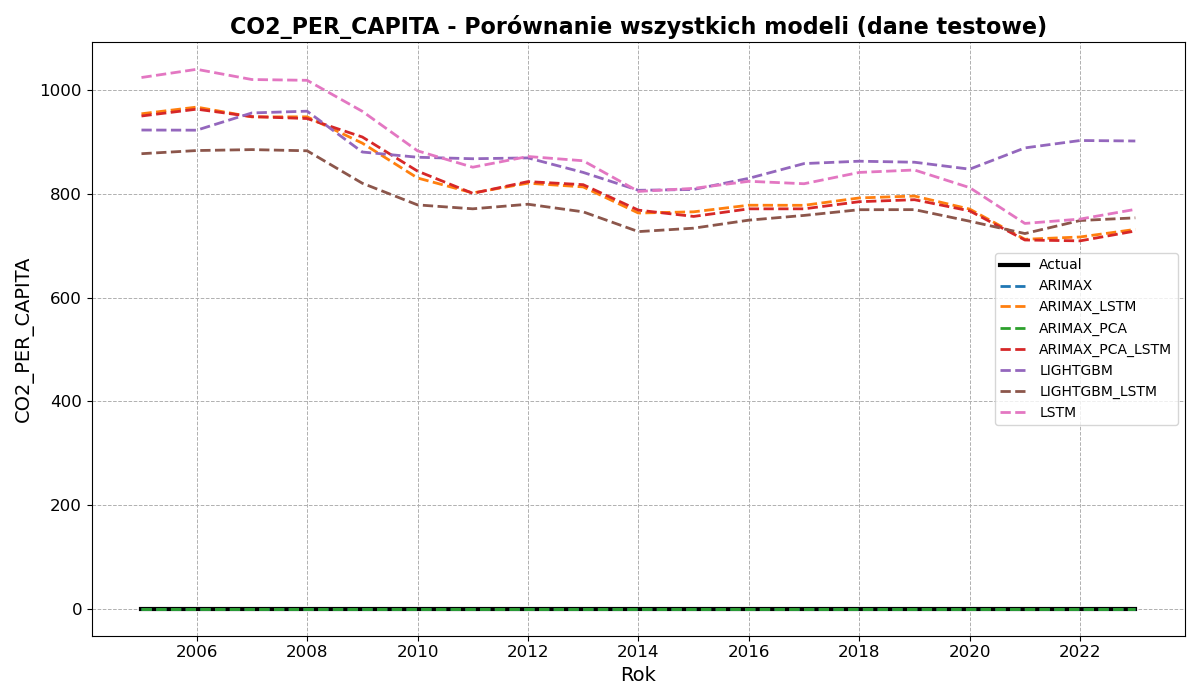 CO2_PER_CAPITA - Porównanie wszystkich modeli (dane testowe)
CO2_PER_CAPITA
1000
800
600
400
200
0
Actual
ARIMAX
ARIMAX_LSTM
ARIMAX_PCA
ARIMAX_PCA_LSTM
LIGHTGBM
LIGHTGBM_LSTM
LSTM
2006 2008 2010 2012 2014 2016 2018 2020 2022
Rok